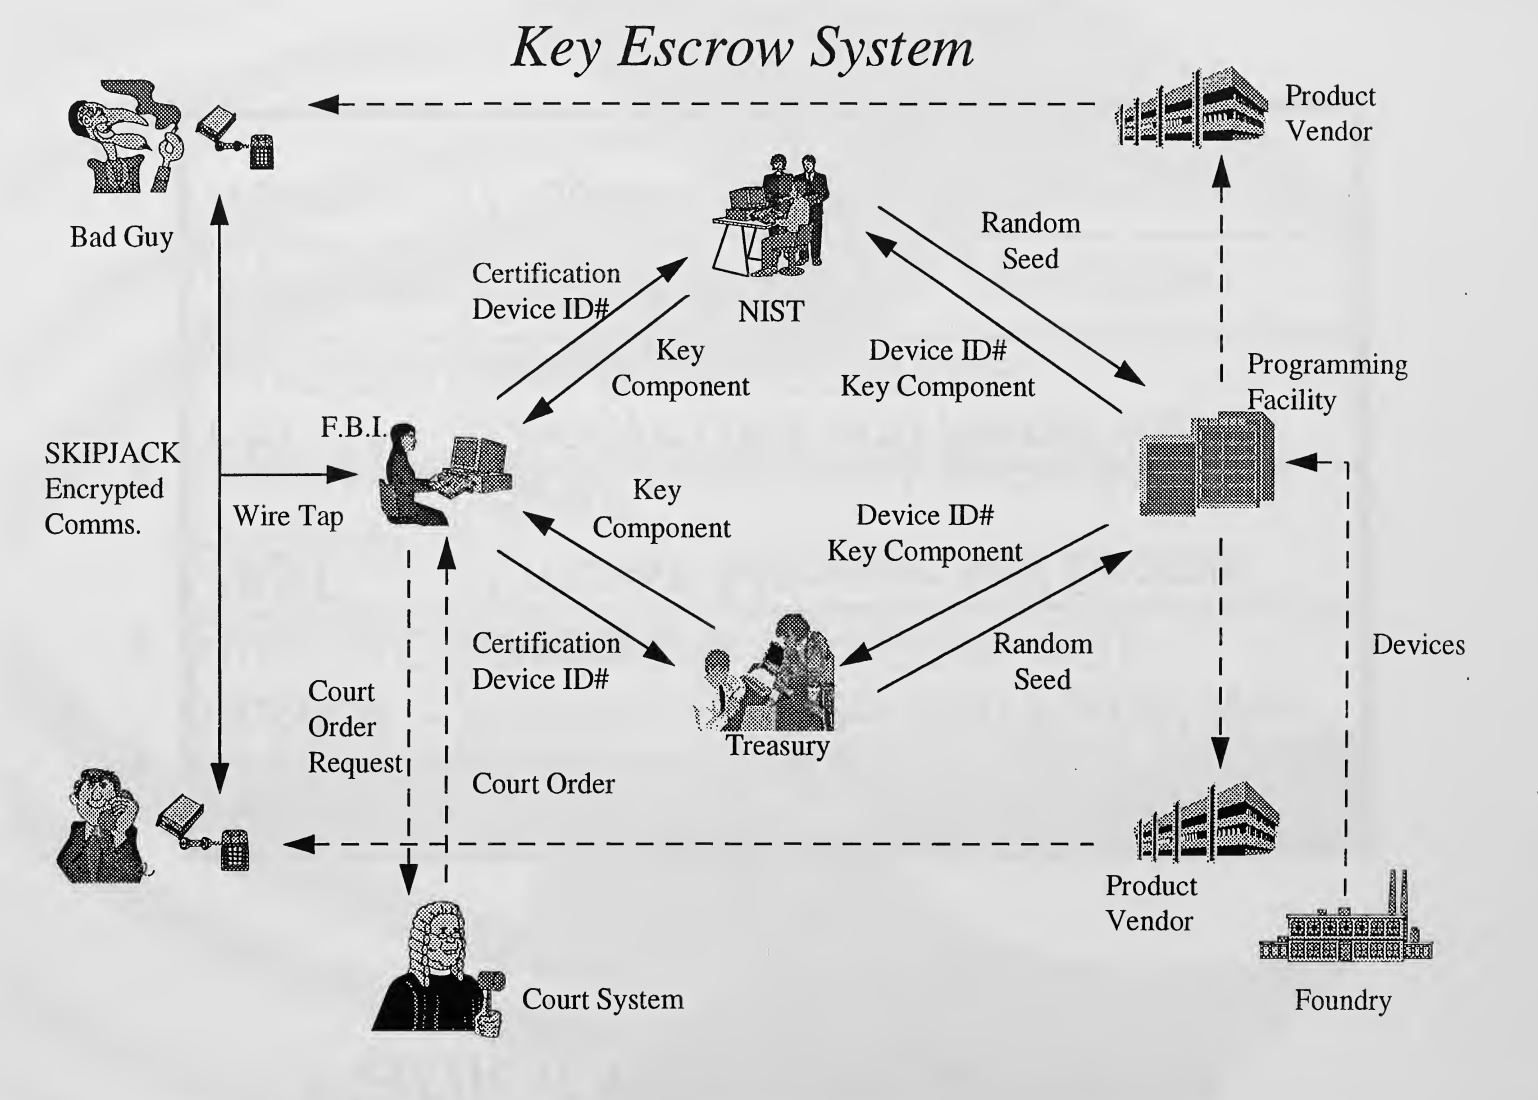 Key Escrow System
Product
Vendor
Bad Guy
Random
Seed
Certification
Device ID#
NIST
Key
Component
Device ID#
Key Component
Programming
Facility
F.B.I.
SKIPJACK
Encrypted
Comms.
Wire Tap
Key
Component
Device ID#
Key Component
Certification
Device ID#
Random
Seed
Devices
Court
Order
Request
Treasury
Court Order
Product
Vendor
Court System
Foundry